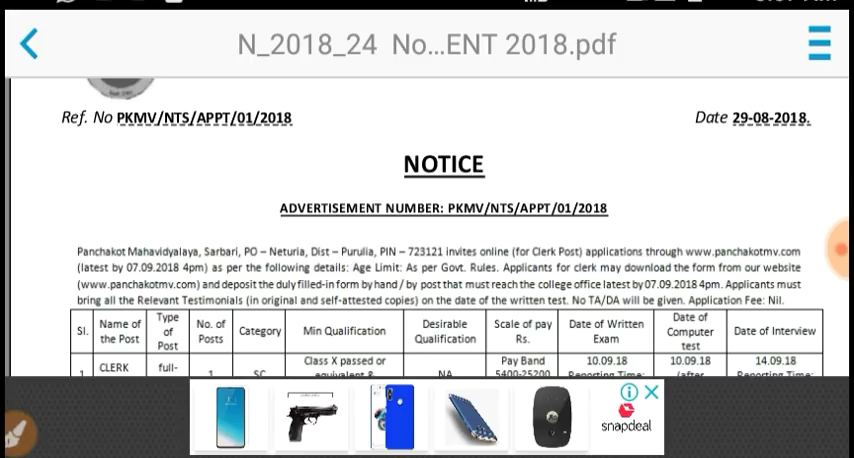 N_2018_24 No...ENT 2018.pdf
Ref. No PKMV/NTS/APPT/01/2018 Date 29-08-2018.
NOTICE
ADVERTISEMENT NUMBER: PKMV/NTS/APPT/01/2018
Panchakot Mahavidyalaya, Sarbari, PO – Neturia, Dist – Purulia, PIN – 723121 invites online (for Clerk Post) applications through www.panchakotmv.com
(latest by 07.09.2018 4pm) as per the following details: Age Limit: As per Govt. Rules. Applicants for clerk may download the form from our website
(www.panchakotmv.com) and deposit the duly filled-in form by hand / by post that must reach the college office latest by 07.09.2018 4pm. Applicants must
bring all the Relevant Testimonials (in original and self-attested copies) on the date of the written test. No TA/DA will be given. Application Fee: Nil.
Sl. Name of the Post Type of Post No. of Posts Category Min Qualification Desirable Qualification Scale of pay Rs. Date of Written Exam Date of Computer test Date of Interview
1 CLERK full- 1 SC Class X passed or equivalent & NA Pay Band 5400-25200 10.09.18 Reporting Time: 10.09.18 (after 14.09.18 Reporting Time:
snapdeal